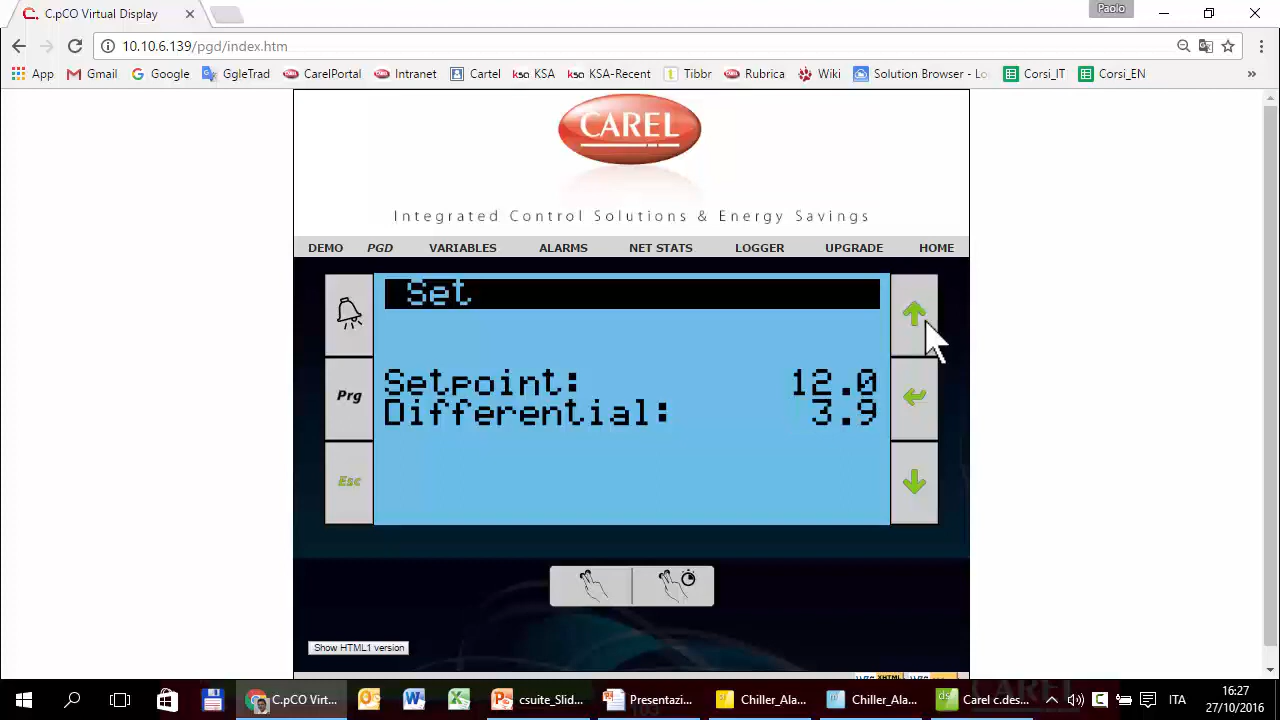 C.pCO Virtual Display
Paolo
10.10.6.139/pgd/index.htm
App Gmail Google GgleTrad CarelPortal Intranet Cartel KSA KSA-Recent Tibbr Rubrica Wiki Solution Browser - Lo Corsi_IT Corsi_EN »
CAREL
Integrated Control Solutions & Energy Savings
DEMO PGD VARIABLES ALARMS NET STATS LOGGER UPGRADE HOME
Set
Setpoint: 12.0
Differential: 3.9
Prg
Esc
Show HTML1 version
C.pCO Virt... csuite_Slid... Presentazi... Chiller_Ala... Chiller_Ala... Carel c.des... ITA 16:27
27/10/2016